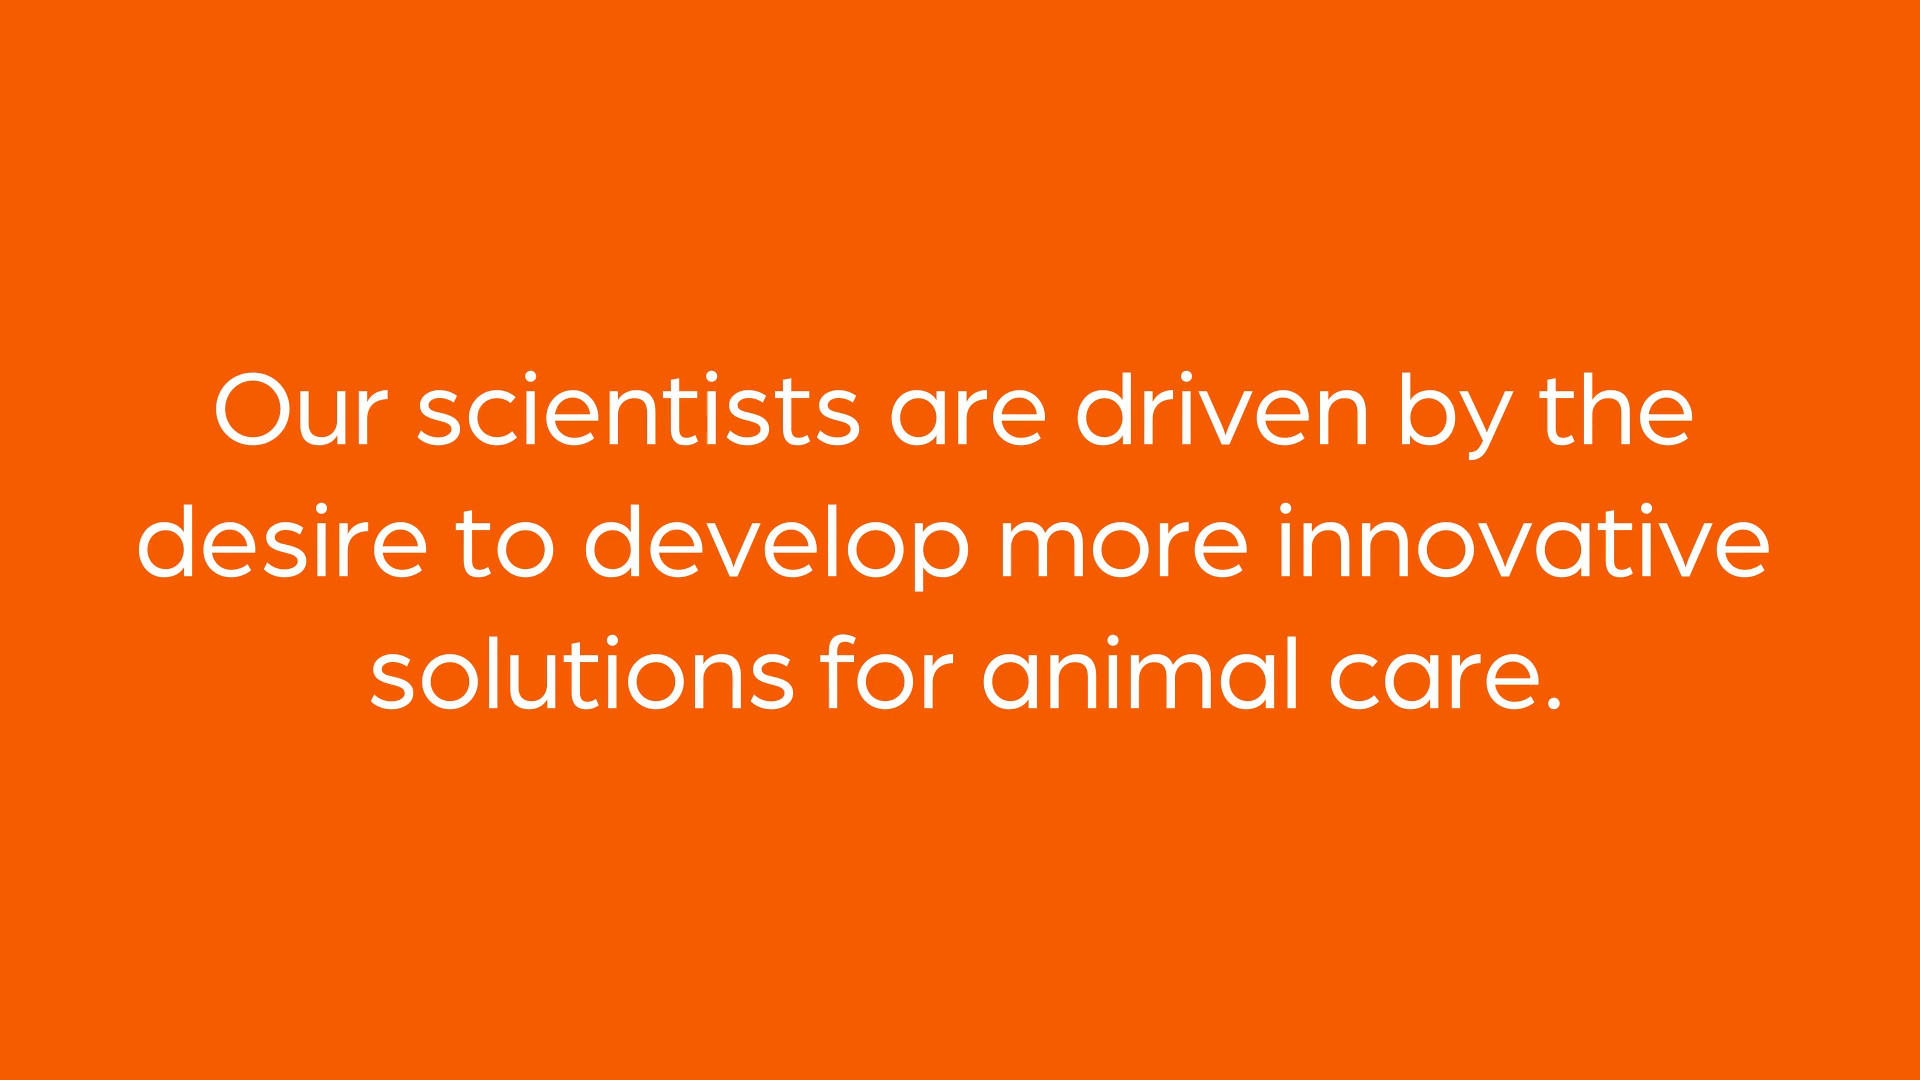 Our scientists are driven by the
desire to develop more innovative
solutions for animal care.